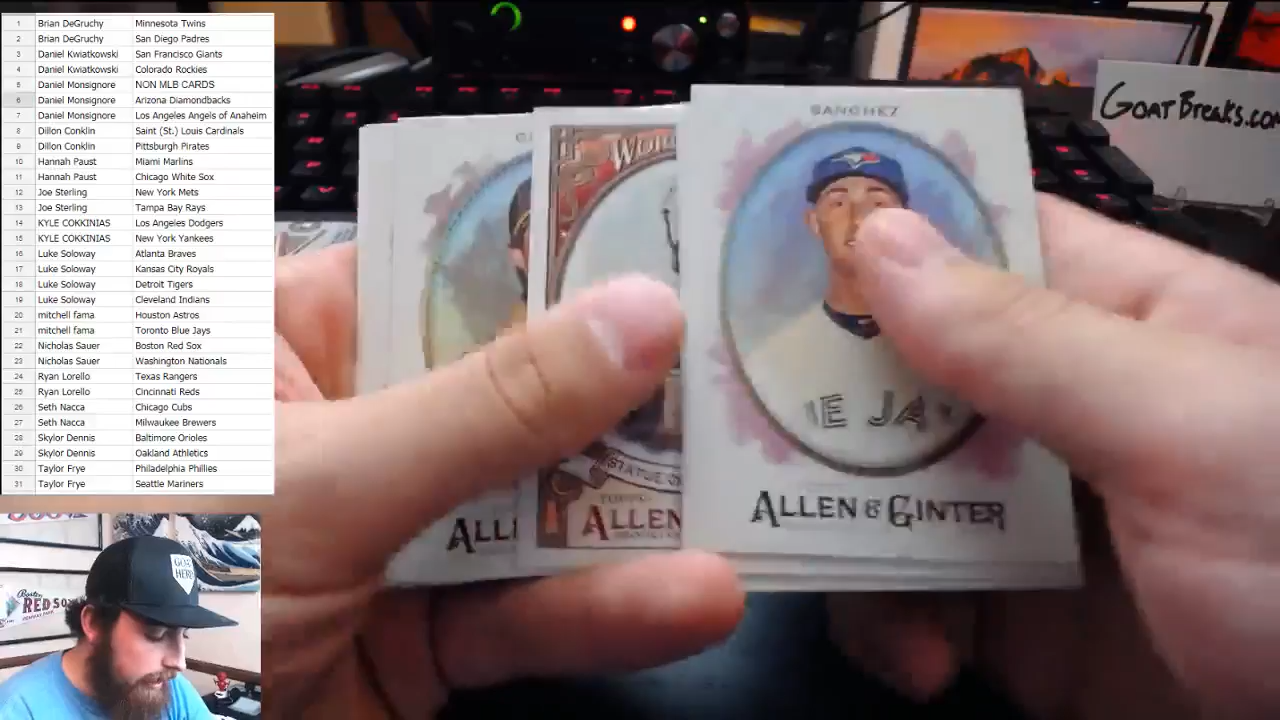 1 Brian DeGruchy Minnesota Twins
2 Brian DeGruchy San Diego Padres
3 Daniel Kwiatkowski San Francisco Giants
4 Daniel Kwiatkowski Colorado Rockies
5 Daniel Monsignore NON MLB CARDS
6 Daniel Monsignore Arizona Diamondbacks
7 Daniel Monsignore Los Angeles Angels of Anaheim
8 Dillon Conklin Saint (St.) Louis Cardinals
9 Dillon Conklin Pittsburgh Pirates
10 Hannah Paust Miami Marlins
11 Hannah Paust Chicago White Sox
12 Joe Sterling New York Mets
13 Joe Sterling Tampa Bay Rays
14 KYLE COKKINIAS Los Angeles Dodgers
15 KYLE COKKINIAS New York Yankees
16 Luke Soloway Atlanta Braves
17 Luke Soloway Kansas City Royals
18 Luke Soloway Detroit Tigers
19 Luke Soloway Cleveland Indians
20 mitchell fama Houston Astros
21 mitchell fama Toronto Blue Jays
22 Nicholas Sauer Boston Red Sox
23 Nicholas Sauer Washington Nationals
24 Ryan Lorello Texas Rangers
25 Ryan Lorello Cincinnati Reds
26 Seth Nacca Chicago Cubs
27 Seth Nacca Milwaukee Brewers
28 Skylor Dennis Baltimore Orioles
29 Skylor Dennis Oakland Athletics
30 Taylor Frye Philadelphia Phillies
31 Taylor Frye Seattle Mariners
GOATBREAKS.COM
SANCHEZ
IE JA
ALLEN & GINTER
ALLEN
ALL
Boston
RED SOX